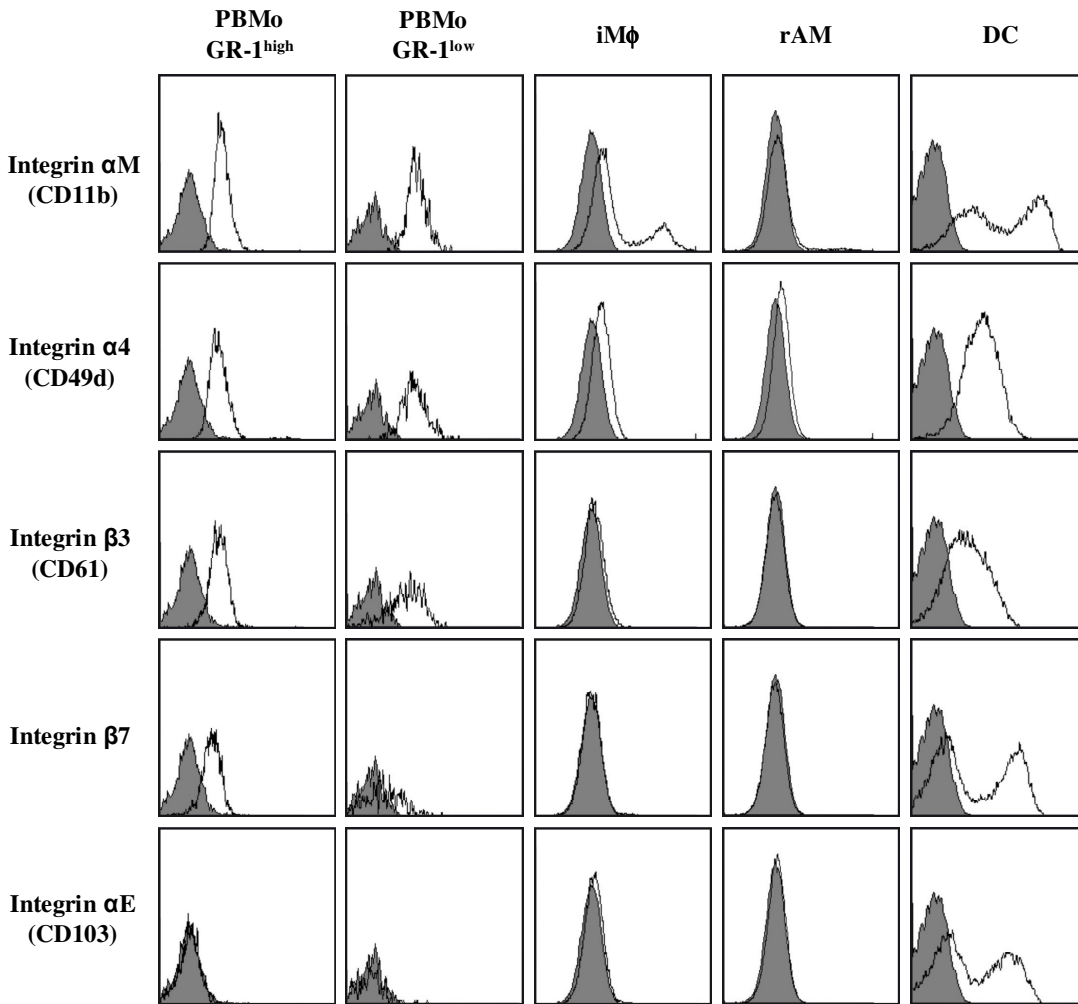 PBMo
GR-1high
PBMo
GR-1low
iMϕ
rAM
DC
Integrin αM
(CD11b)
Integrin α4
(CD49d)
Integrin β3
(CD61)
Integrin β7
Integrin αE
(CD103)